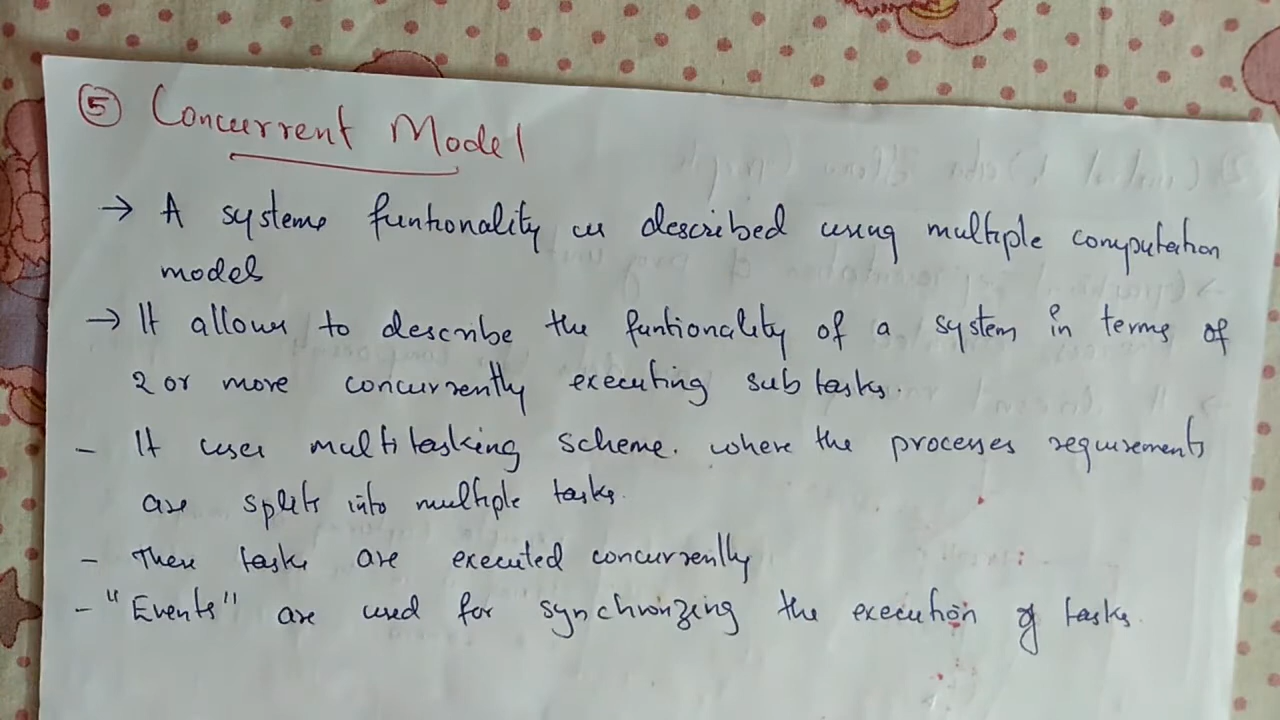 ⑤ Concurrent Model
→ A systems funtionality is described using multiple computation
models
→ It allows to describe the funtionality of a system in terms of
2 or more concurrently executing sub tasks.
- It uses multitasking scheme. where the processes requirements
are splits into multiple tasks.
- These tasks are executed concurrently
- "Events" are used for synchronizing the execution of tasks.